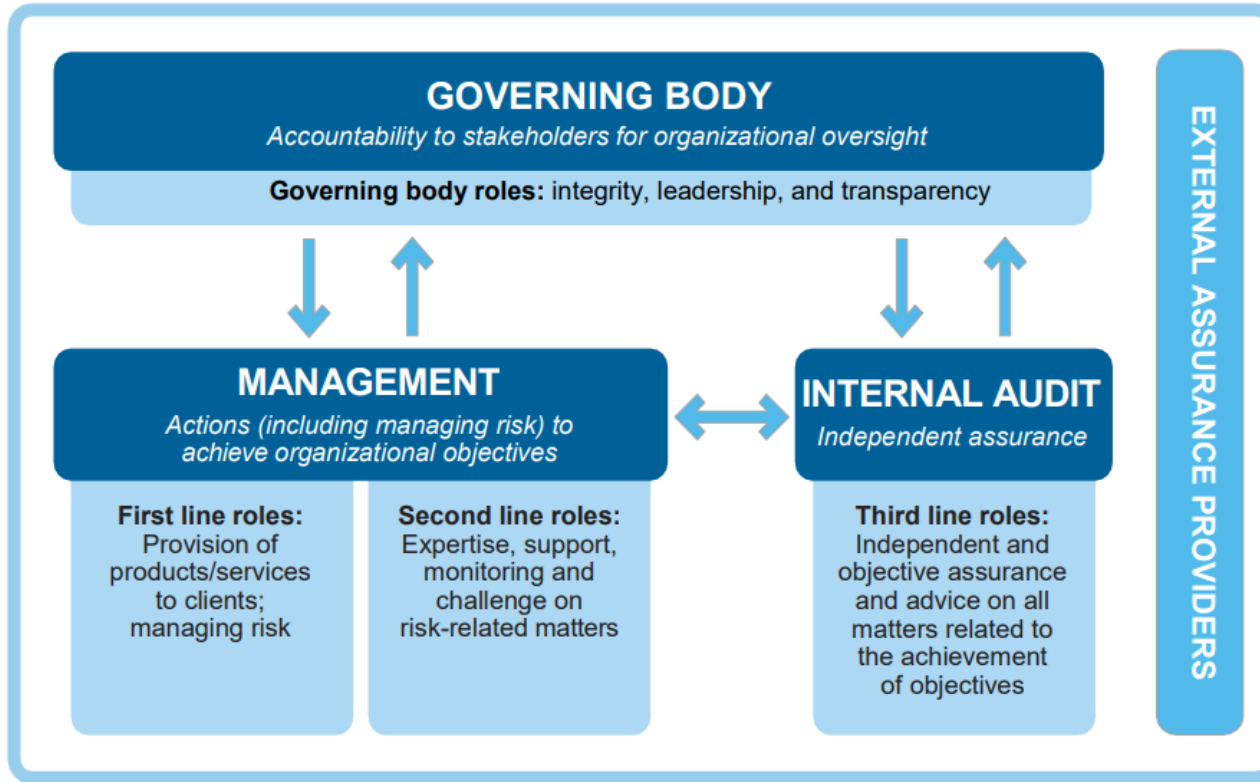 GOVERNING BODY
Accountability to stakeholders for organizational oversight
Governing body roles: integrity, leadership, and transparency
MANAGEMENT
Actions (including managing risk) to
achieve organizational objectives
First line roles:
Provision of
products/services
to clients;
managing risk
Second line roles:
Expertise, support,
monitoring and
challenge on
risk-related matters
INTERNAL AUDIT
Independent assurance
Third line roles:
Independent and
objective assurance
and advice on all
matters related to
the achievement
of objectives
EXTERNAL ASSURANCE PROVIDERS